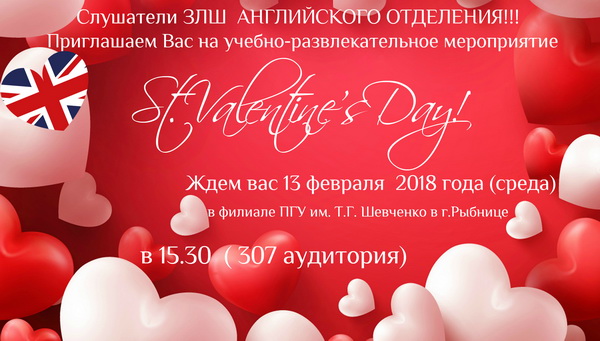 Слушатели ЗЛШ АНГЛИЙСКОГО ОТДЕЛЕНИЯ!!!
Приглашаем Вас на учебно-развлекательное мероприятие
St.Valentine's Day!
Ждем вас 13 февраля 2018 года (среда)
в филиале ПГУ им. Т.Г. Шевченко в г.Рыбнице
в 15.30 ( 307 аудитория)